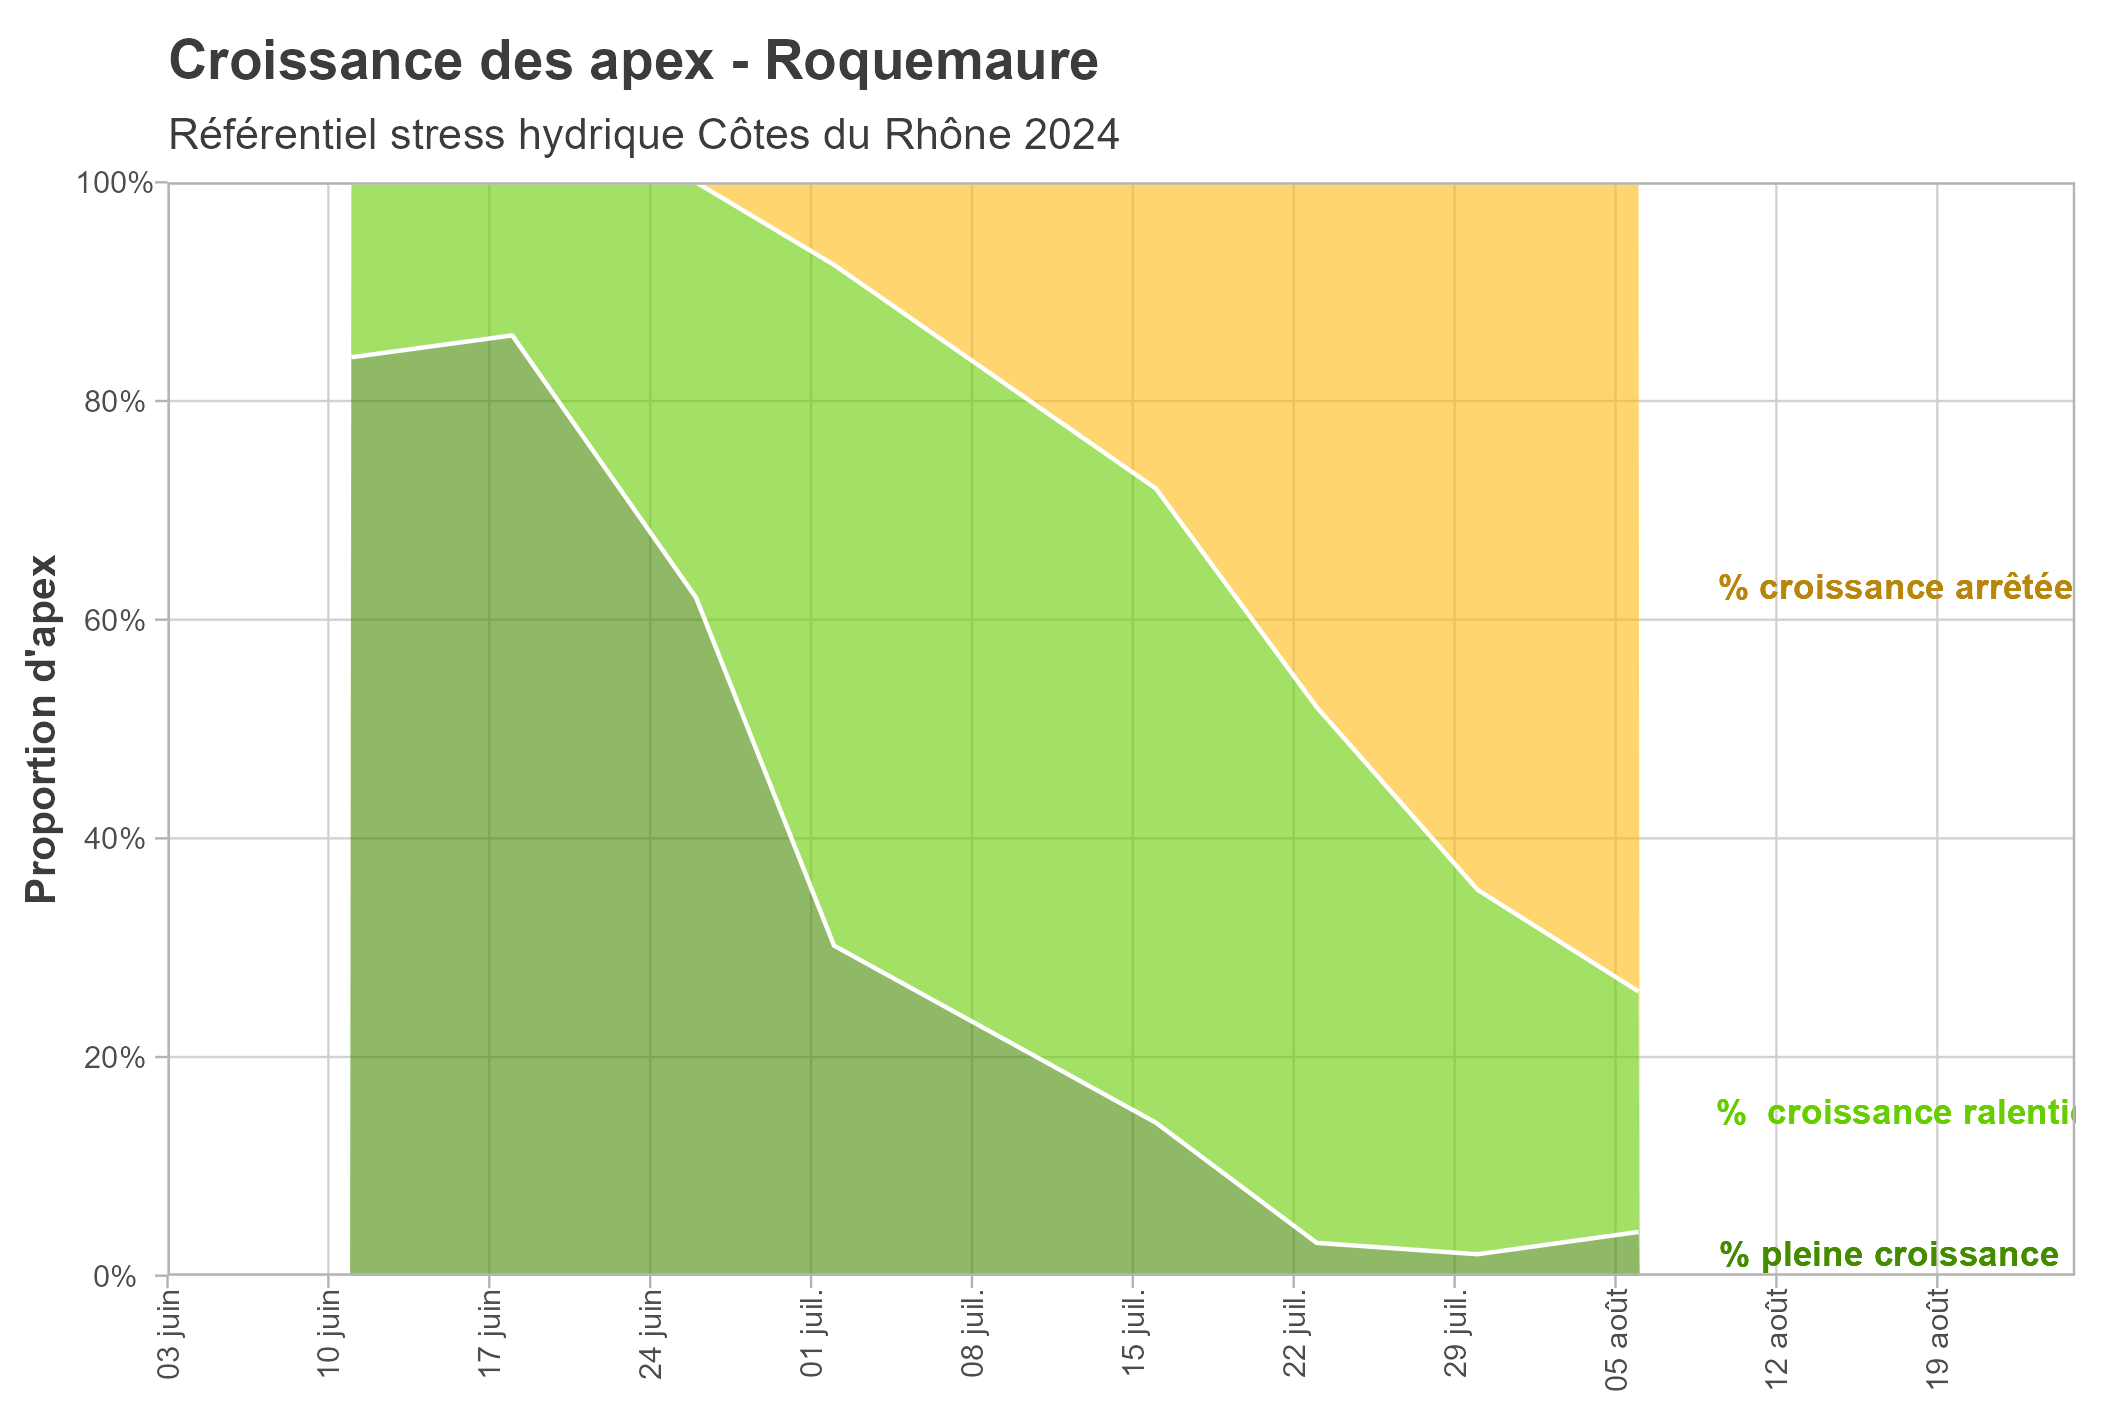 Croissance des apex - Roquemaure
Référentiel stress hydrique Côtes du Rhône 2024
Proportion d'apex
100%
80%
60%
40%
20%
0%
% croissance arrêtée
% croissance ralenti
% pleine croissance
03 juin
10 juin
17 juin
24 juin
01 juil.
08 juil.
15 juil.
22 juil.
29 juil.
05 août
12 août
19 août